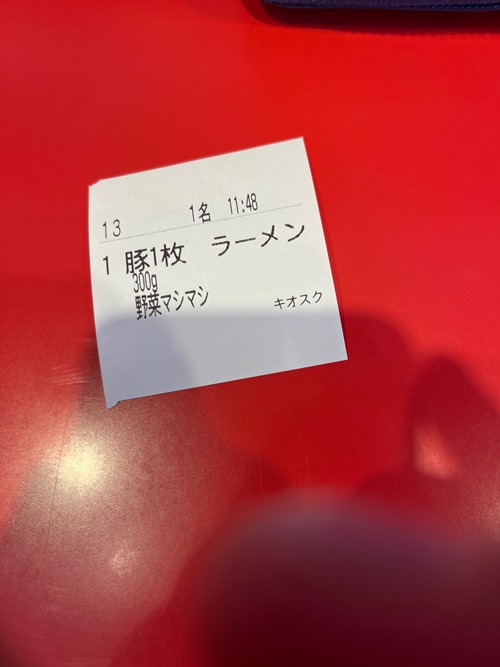 13 1名 11:48
1 豚1枚 ラーメン
300g
野菜マシマシ キオスク